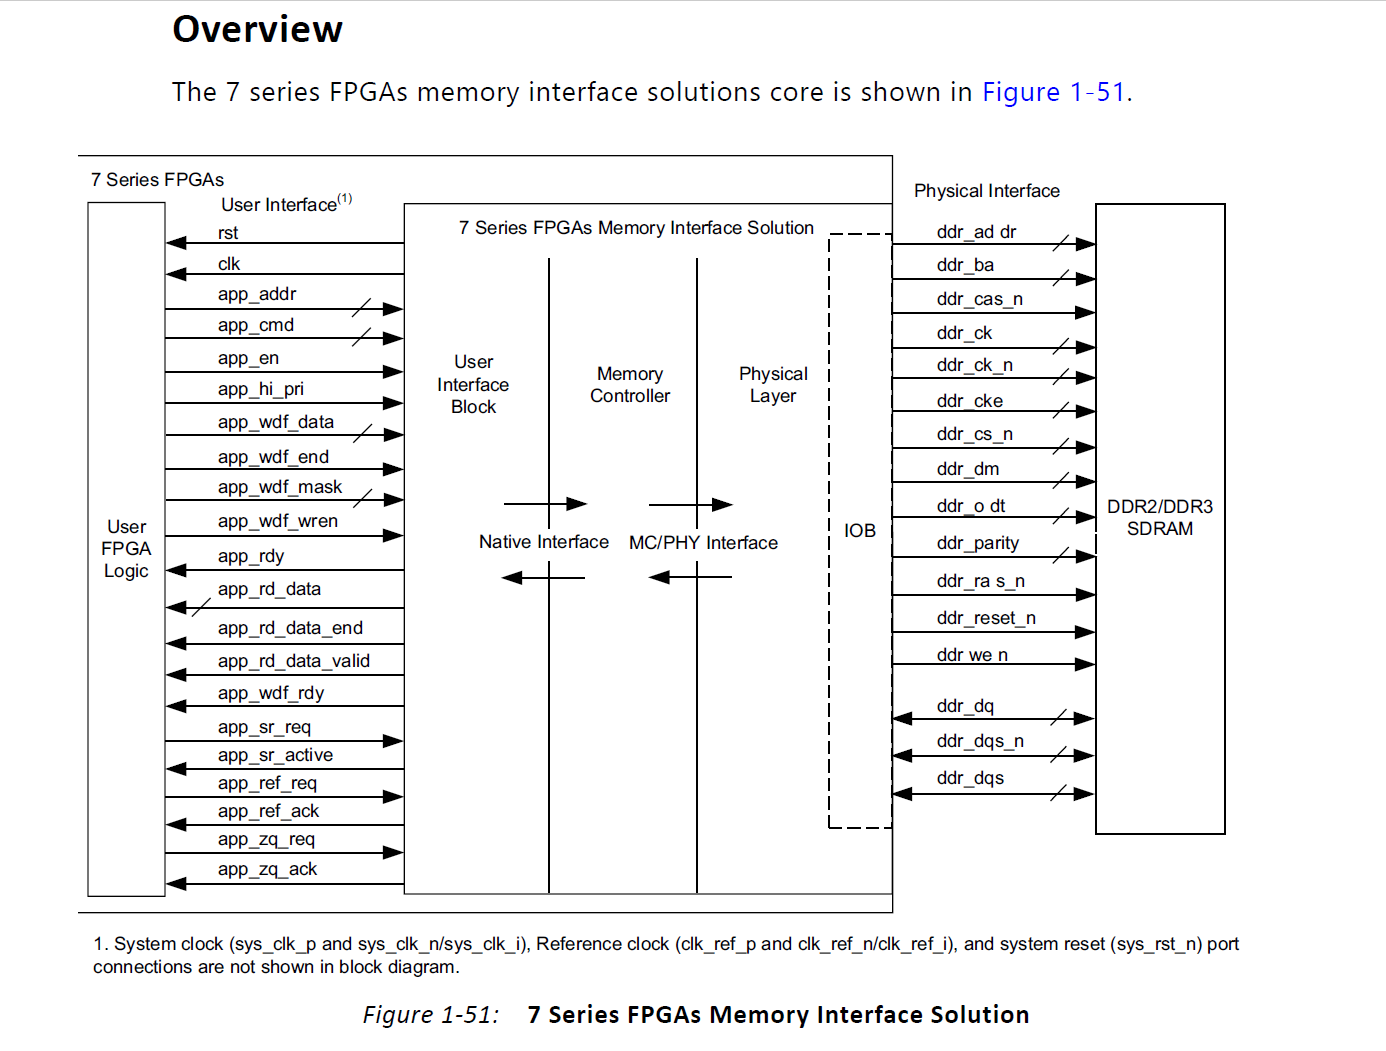 Overview
The 7 series FPGAs memory interface solutions core is shown in Figure 1-51.
7 Series FPGAs
User Interface(1)
rst
clk
app_addr
app_cmd
app_en
app_hi_pri
app_wdf_data
app_wdf_end
app_wdf_mask
app_wdf_wren
app_rdy
app_rd_data
app_rd_data_end
app_rd_data_valid
app_wdf_rdy
app_sr_req
app_sr_active
app_ref_req
app_ref_ack
app_zq_req
app_zq_ack
User
FPGA
Logic
7 Series FPGAs Memory Interface Solution
User
Interface
Block
Memory
Controller
Physical
Layer
Native Interface
MC/PHY Interface
IOB
Physical Interface
ddr_ad dr
ddr_ba
ddr_cas_n
ddr_ck
ddr_ck_n
ddr_cke
ddr_cs_n
ddr_dm
ddr_o dt
ddr_parity
ddr_ra s_n
ddr_reset_n
ddr we n
ddr_dq
ddr_dqs_n
ddr_dqs
DDR2/DDR3
SDRAM
1. System clock (sys_clk_p and sys_clk_n/sys_clk_i), Reference clock (clk_ref_p and clk_ref_n/clk_ref_i), and system reset (sys_rst_n) port
connections are not shown in block diagram.
Figure 1-51: 7 Series FPGAs Memory Interface Solution